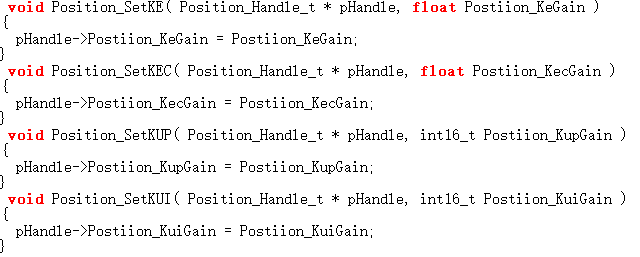 void Position_SetKE( Position_Handle_t * pHandle, float Postiion_KeGain )
{
  pHandle->Postiion_KeGain = Postiion_KeGain;
}
void Position_SetKEC( Position_Handle_t * pHandle, float Postiion_KecGain )
{
  pHandle->Postiion_KecGain = Postiion_KecGain;
}
void Position_SetKUP( Position_Handle_t * pHandle, int16_t Postiion_KupGain )
{
  pHandle->Postiion_KupGain = Postiion_KupGain;
}
void Position_SetKUI( Position_Handle_t * pHandle, int16_t Postiion_KuiGain )
{
  pHandle->Postiion_KuiGain = Postiion_KuiGain;
}